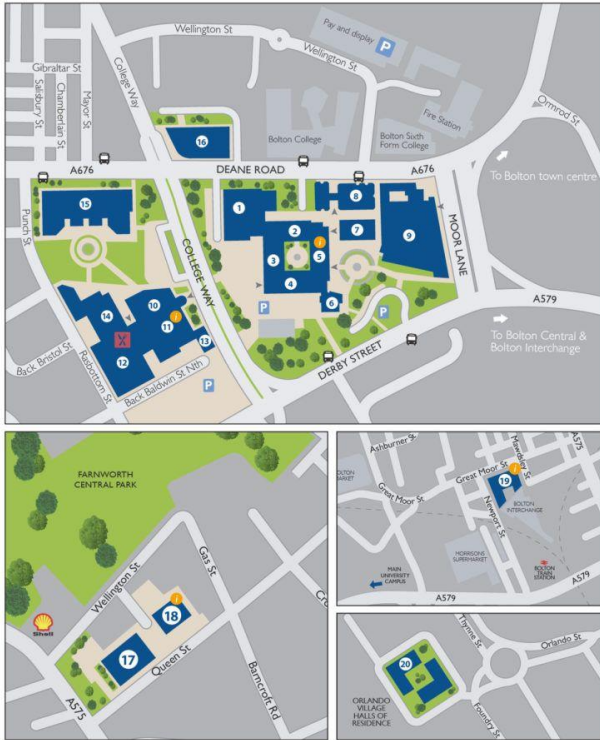 Wellington St
Pay and display
P
Wellington St
Gibraltar St
Salisbury St
Chamberlain St
Mayor St
College Way
Fire Station
Ormrod St
Bolton College
Bolton Sixth
Form College
16
A676
DEANE ROAD
A676
To Bolton town centre
15
1
2
8
7
9
3
5
i
4
6
MOOR LANE
Punch St
COLLEGE WAY
A579
14
10
11
i
13
12
P
P
To Bolton Central &
Bolton Interchange
DERBY STREET
Back Bristol St
Rasbottom St
Back Baldwin St Nth
P
FARNWORTH
CENTRAL PARK
Wellington St
Gas St
Shell
i
18
17
Queen St
Barncroft Rd
A575
Ashburner St
Great Moor St
Mawdsley St
A575
MARKET
Great Moor St
i
19
Newport St
BOLTON
INTERCHANGE
MORRISONS
SUPERMARKET
BOLTON
TRAIN
STATION
MAIN
UNIVERSITY
CAMPUS
A579
A579
Thynne St
Orlando St
20
ORLANDO
VILLAGE
HALLS OF
RESIDENCE
Foundry St